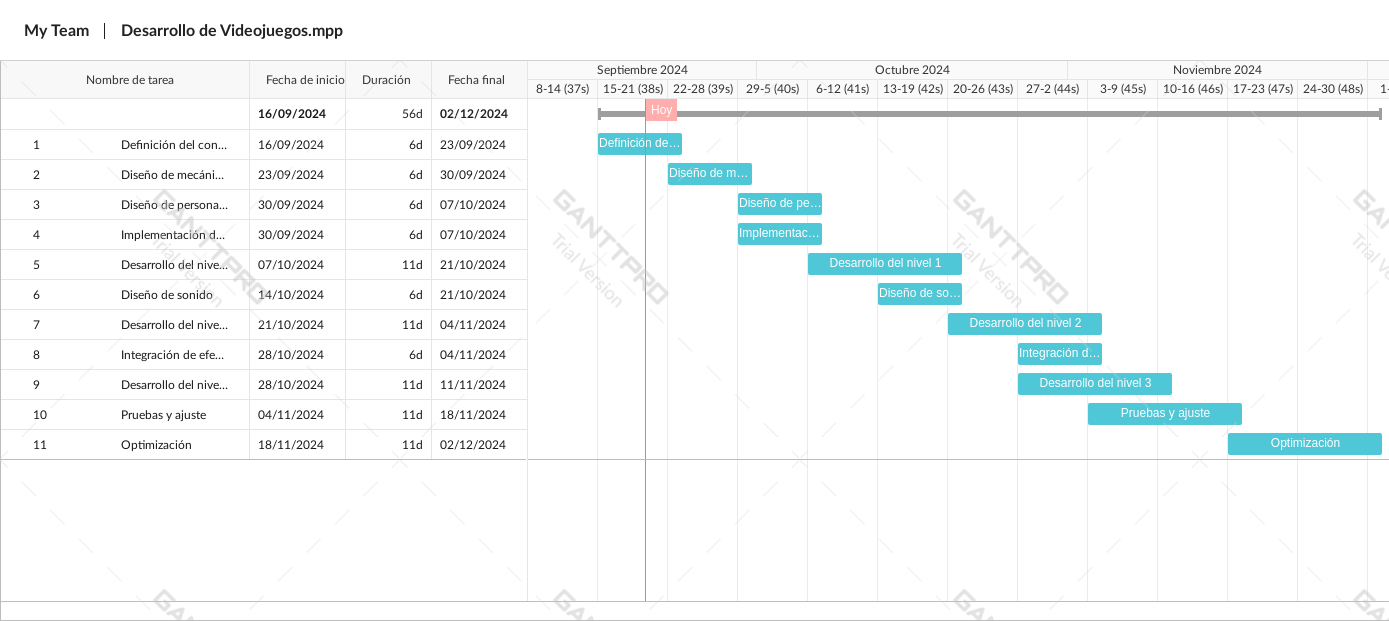 My Team | Desarrollo de Videojuegos.mpp
Nombre de tarea Fecha de inicio Duración Fecha final
Septiembre 2024 Octubre 2024 Noviembre 2024
8-14 (37s) 15-21 (38s) 22-28 (39s) 29-5 (40s) 6-12 (41s) 13-19 (42s) 20-26 (43s) 27-2 (44s) 3-9 (45s) 10-16 (46s) 17-23 (47s) 24-30 (48s) 1-
16/09/2024 56d 02/12/2024 Hoy
1 Definición del con... 16/09/2024 6d 23/09/2024 Definición de...
2 Diseño de mecáni... 23/09/2024 6d 30/09/2024 Diseño de m...
3 Diseño de persona... 30/09/2024 6d 07/10/2024 Diseño de pe...
4 Implementación d... 30/09/2024 6d 07/10/2024 Implementac...
5 Desarrollo del nive... 07/10/2024 11d 21/10/2024 Desarrollo del nivel 1
6 Diseño de sonido 14/10/2024 6d 21/10/2024 Diseño de so...
7 Desarrollo del nive... 21/10/2024 11d 04/11/2024 Desarrollo del nivel 2
8 Integración de efe... 28/10/2024 6d 04/11/2024 Integración d...
9 Desarrollo del nive... 28/10/2024 11d 11/11/2024 Desarrollo del nivel 3
10 Pruebas y ajuste 04/11/2024 11d 18/11/2024 Pruebas y ajuste
11 Optimización 18/11/2024 11d 02/12/2024 Optimización
GANTTPRO
Trial Version
GANTTPRO
Trial Version
GANTTPRO
Trial Version